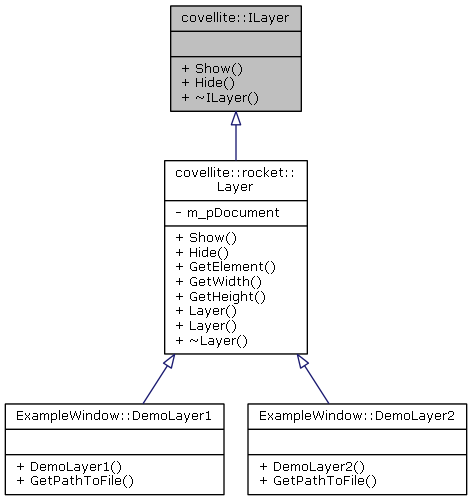 covellite::ILayer
+ Show()
+ Hide()
+ ~ILayer()
covellite::rocket::
Layer
- m_pDocument
+ Show()
+ Hide()
+ GetElement()
+ GetWidth()
+ GetHeight()
+ Layer()
+ Layer()
+ ~Layer()
ExampleWindow::DemoLayer1
+ DemoLayer1()
+ GetPathToFile()
ExampleWindow::DemoLayer2
+ DemoLayer2()
+ GetPathToFile()